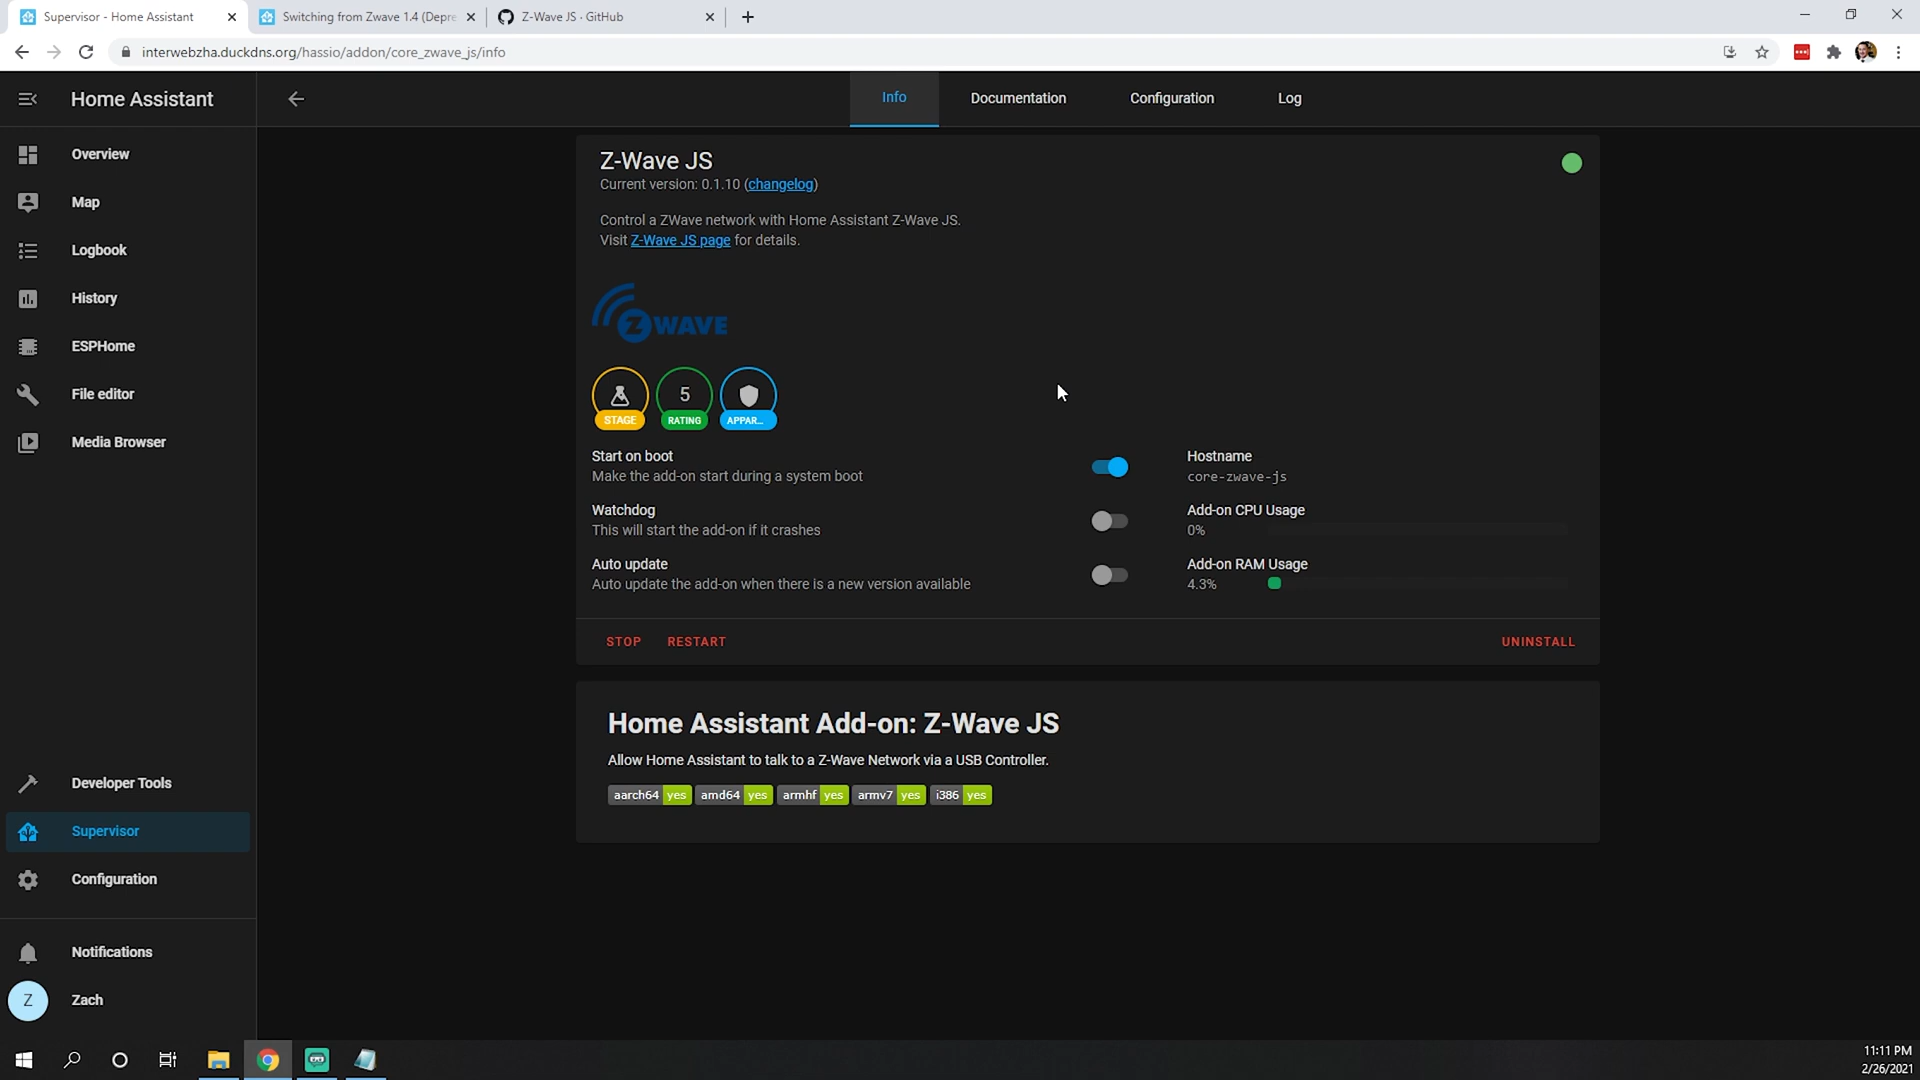 Supervisor - Home Assistant
Switching from Zwave 1.4 (Depre
Z-Wave JS · GitHub
interwebzha.duckdns.org/hassio/addon/core_zwave_js/info
Home Assistant
Info
Documentation
Configuration
Log
Overview
Map
Logbook
History
ESPHome
File editor
Media Browser
Developer Tools
Supervisor
Configuration
Notifications
Z
Zach
Z-Wave JS
Current version: 0.1.10 (changelog)
Control a ZWave network with Home Assistant Z-Wave JS.
Visit Z-Wave JS page for details.
Z WAVE
STAGE
5
RATING
APPAR...
Start on boot
Make the add-on start during a system boot
Watchdog
This will start the add-on if it crashes
Auto update
Auto update the add-on when there is a new version available
Hostname
core-zwave-js
Add-on CPU Usage
0%
Add-on RAM Usage
4.3%
STOP
RESTART
UNINSTALL
Home Assistant Add-on: Z-Wave JS
Allow Home Assistant to talk to a Z-Wave Network via a USB Controller.
aarch64 yes amd64 yes armhf yes armv7 yes i386 yes
11:11 PM
2/26/2021